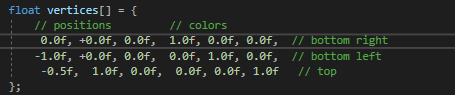 float vertices[] = {
// positions // colors
0.0f, +0.0f, 0.0f, 1.0f, 0.0f, 0.0f, // bottom right
-1.0f, +0.0f, 0.0f, 0.0f, 1.0f, 0.0f, // bottom left
-0.5f, 1.0f, 0.0f, 0.0f, 0.0f, 1.0f // top
};